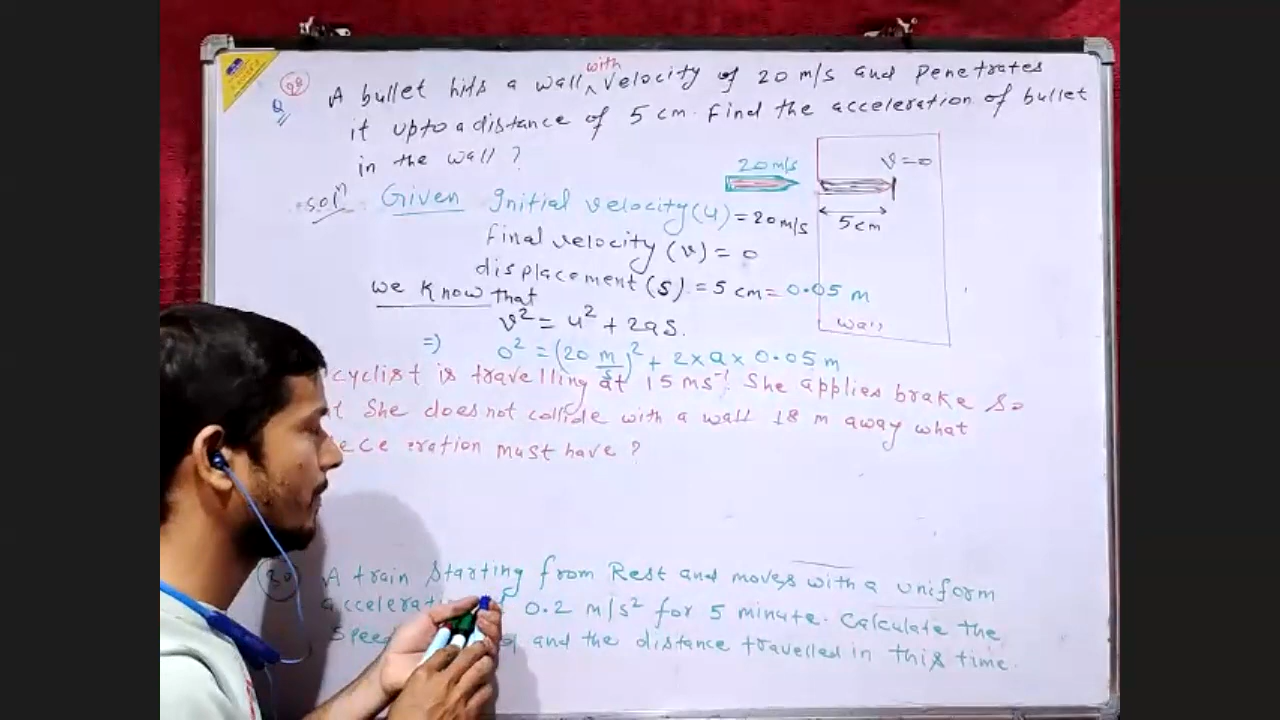 98
Q A bullet hits a wall with velocity of 20 m/s and Penetrates
it upto a distance of 5 cm. Find the acceleration of bullet
in the wall ?
20 m/s
v=0
5 cm
wall
Solⁿ Given Initial velocity (u) = 20 m/s
Final velocity (v) = 0
displacement (s) = 5 cm = 0.05 m
we know that
v² = u² + 2as.
⇒ 0² = (20 m/s)² + 2 × a × 0.05 m
cyclist is travelling at 15 ms⁻¹. She applies brake so
She does not collide with a wall 18 m away what
must have ?
A train starting from Rest and moves with a uniform
0.2 m/s² for 5 minute. Calculate the
and the distance travelled in this time.